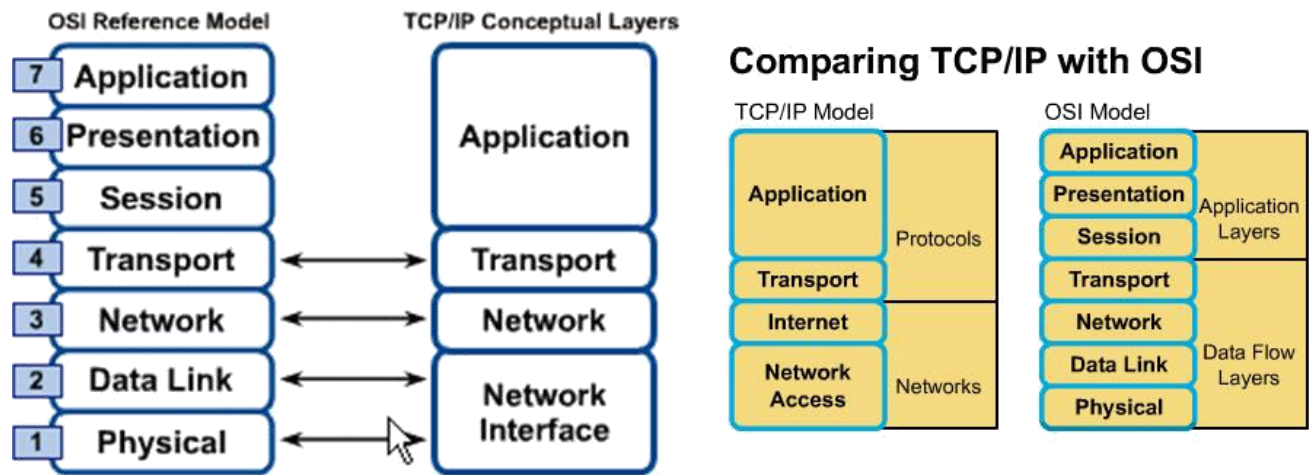 OSI Reference Model
7 Application
6 Presentation
5 Session
4 Transport
3 Network
2 Data Link
1 Physical
TCP/IP Conceptual Layers
Application
Transport
Network
Network
Interface
Comparing TCP/IP with OSI
TCP/IP Model
Application
Transport
Internet
Network
Access
Protocols
Networks
OSI Model
Application
Presentation
Session
Transport
Network
Data Link
Physical
Application
Layers
Data Flow
Layers